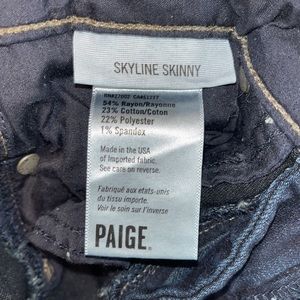 SKYLINE SKINNY
54% Rayon/Rayonne
23% Cotton/Coton
22% Polyester
1% Spandex
Made in the USA
of Imported fabric.
See care on reverse.
Fabriqué aux etats-unis
du tissu importe.
Voir le soin sur l'inverse
PAIGE.